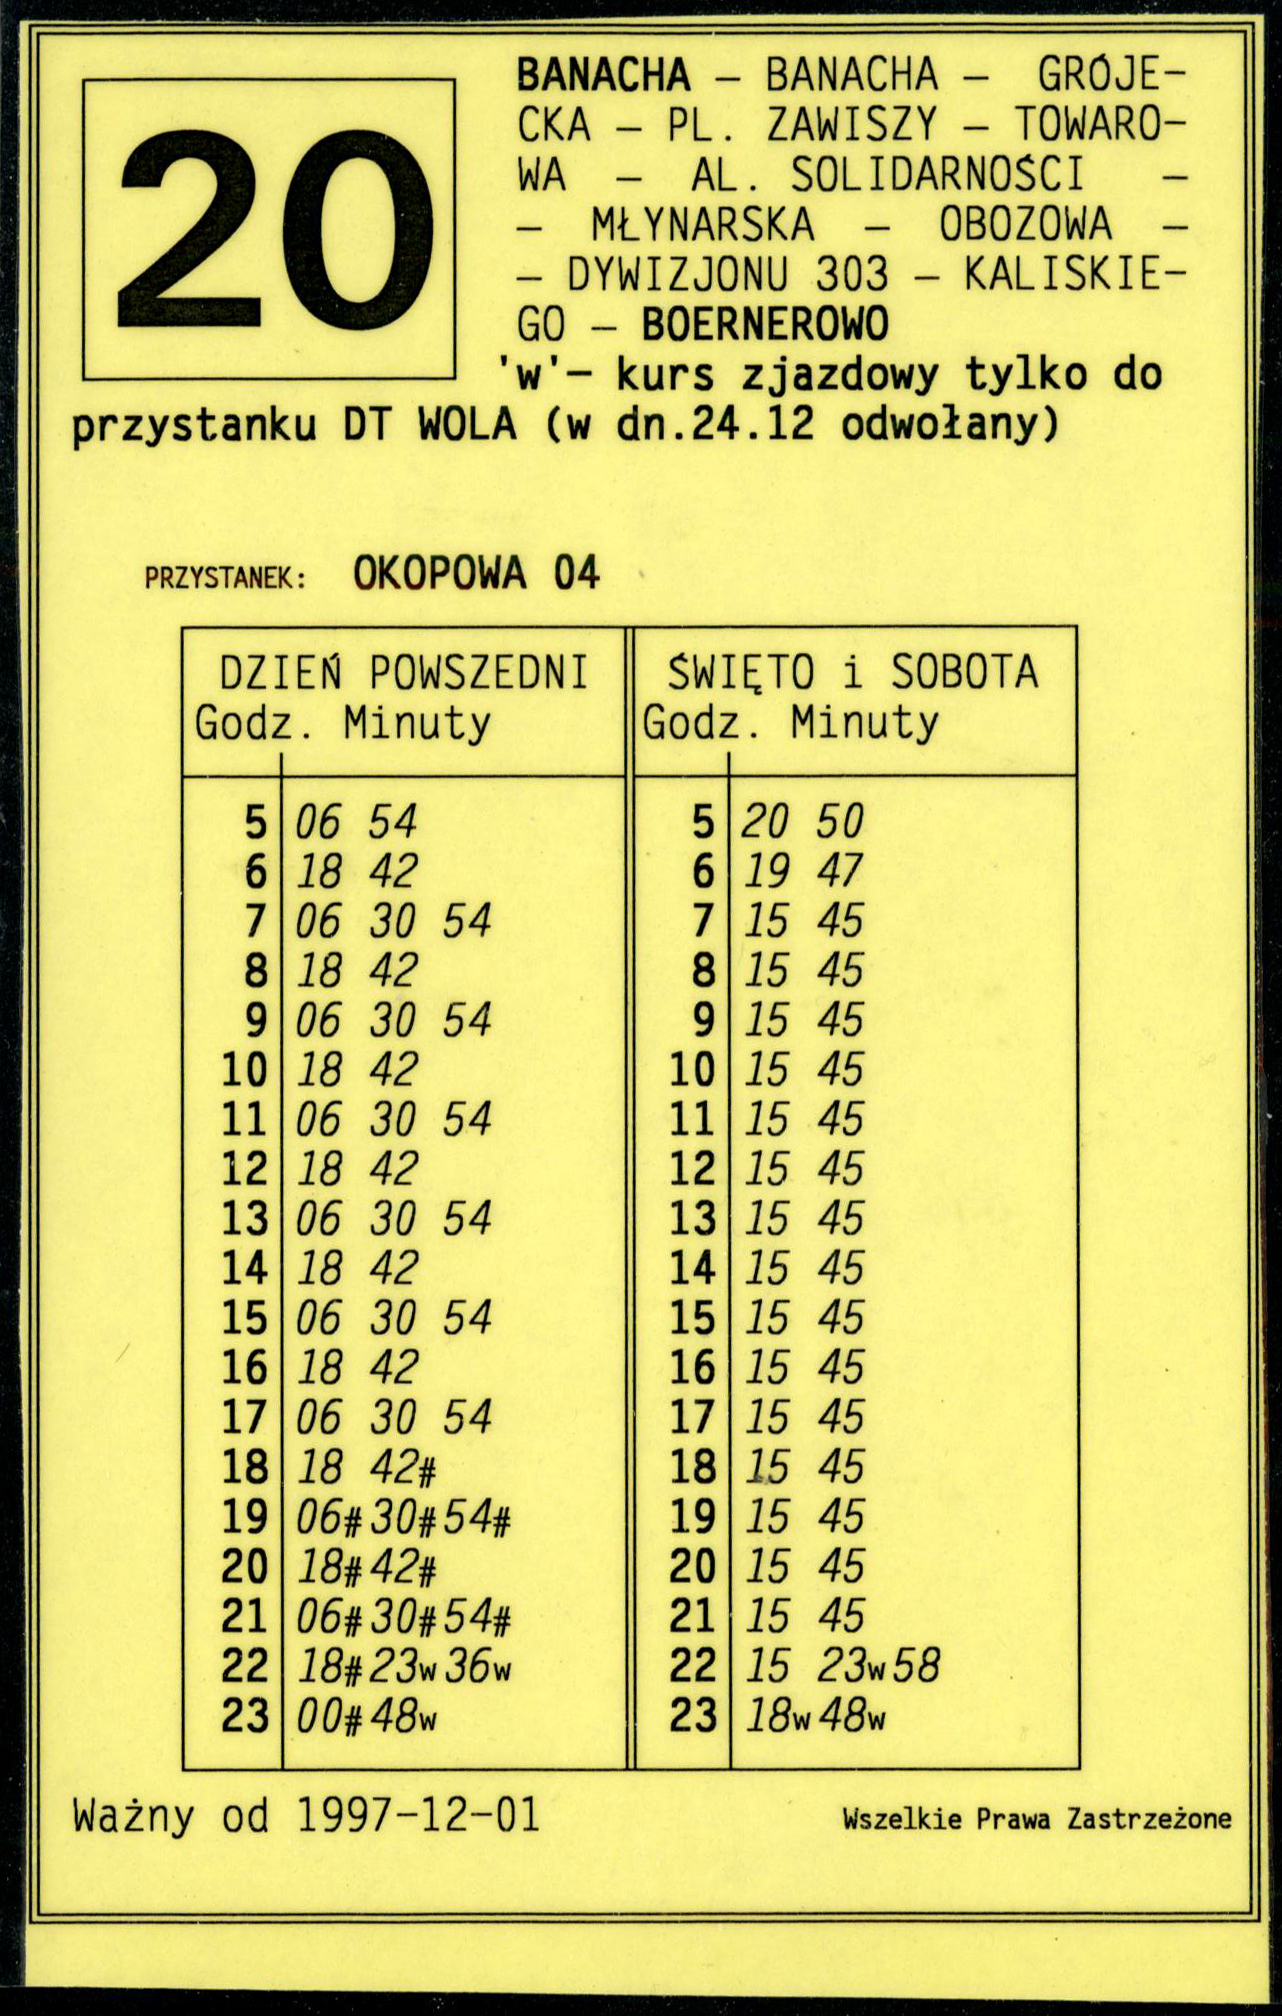 20
BANACHA – BANACHA – GRÓJE–
CKA – PL. ZAWISZY – TOWARO–
WA – AL. SOLIDARNOŚCI –
– MŁYNARSKA – OBOZOWA –
– DYWIZJONU 303 – KALISKIE–
GO – BOERNEROWO
'w'– kurs zjazdowy tylko do
przystanku DT WOLA (w dn.24.12 odwołany)
PRZYSTANEK: OKOPOWA 04
DZIEŃ POWSZEDNI
Godz. Minuty
5 06 54
6 18 42
7 06 30 54
8 18 42
9 06 30 54
10 18 42
11 06 30 54
12 18 42
13 06 30 54
14 18 42
15 06 30 54
16 18 42
17 06 30 54
18 18 42#
19 06#30#54#
20 18#42#
21 06#30#54#
22 18#23w36w
23 00#48w
ŚWIĘTO i SOBOTA
Godz. Minuty
5 20 50
6 19 47
7 15 45
8 15 45
9 15 45
10 15 45
11 15 45
12 15 45
13 15 45
14 15 45
15 15 45
16 15 45
17 15 45
18 15 45
19 15 45
20 15 45
21 15 45
22 15 23w58
23 18w48w
Ważny od 1997–12–01
Wszelkie Prawa Zastrzeżone